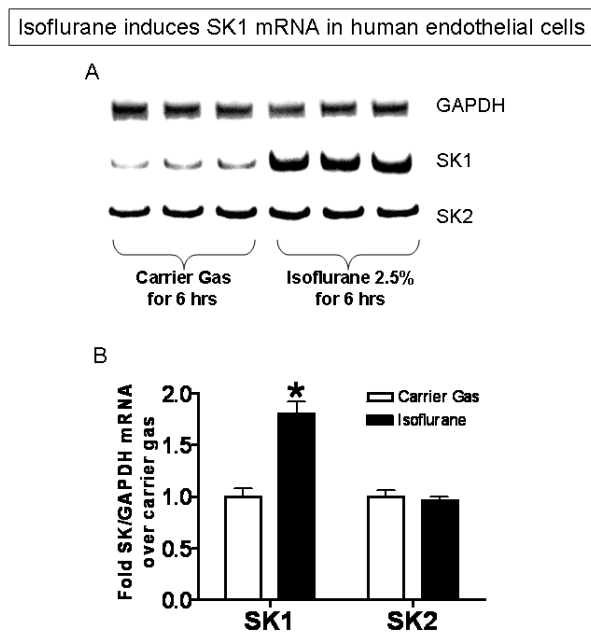 Isoflurane induces SK1 mRNA in human endothelial cells
A
GAPDH
SK1
SK2
Carrier Gas
for 6 hrs
Isoflurane 2.5%
for 6 hrs
B
Fold SK/GAPDH mRNA
over carrier gas
2.0
1.5
1.0
0.5
0.0
*
Carrier Gas
Isoflurane
SK1
SK2